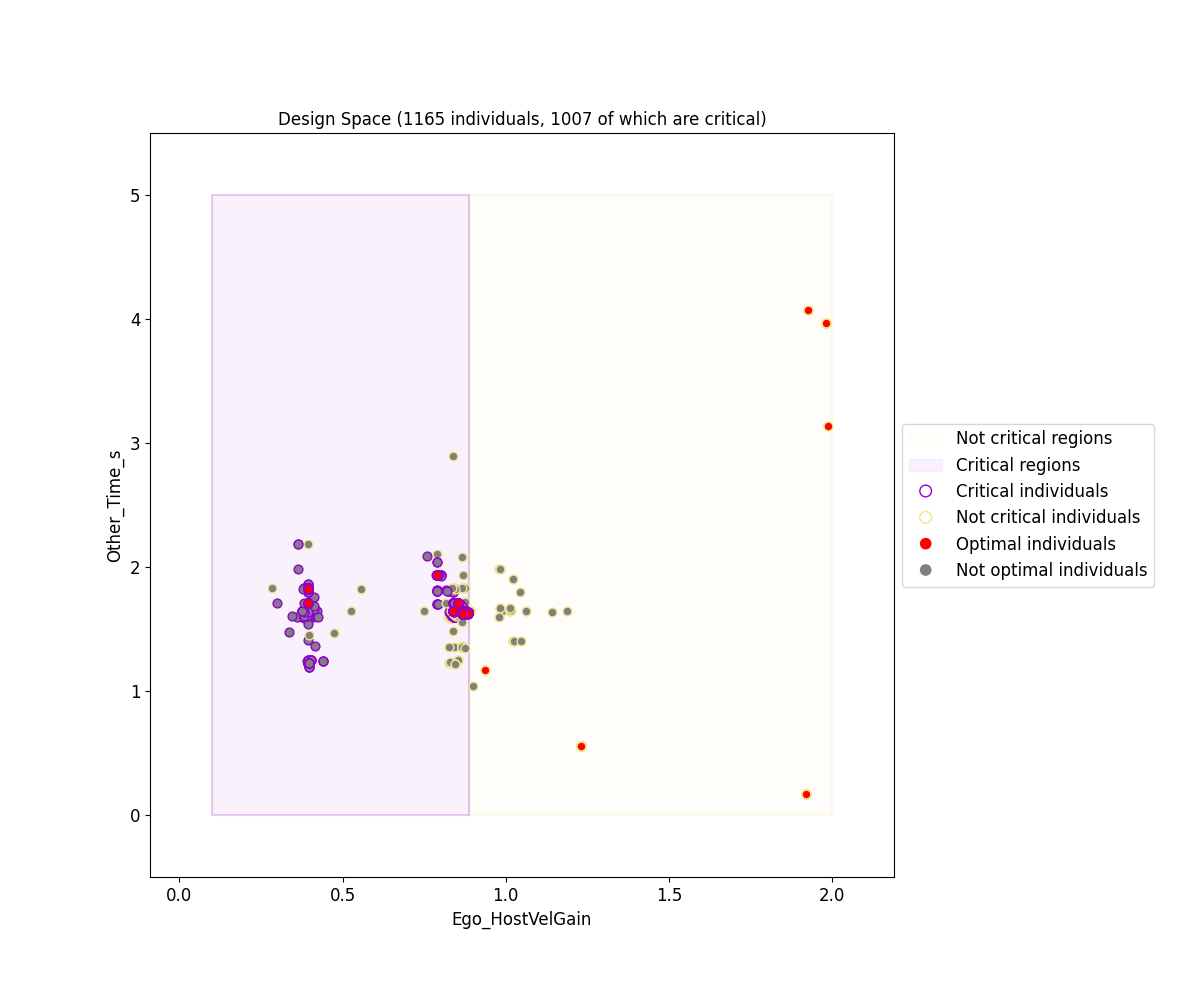 Design Space (1165 individuals, 1007 of which are critical)
5
4
3
2
1
0
Other_Time_s
0.0 0.5 1.0 1.5 2.0
Ego_HostVelGain
Not critical regions
Critical regions
Critical individuals
Not critical individuals
Optimal individuals
Not optimal individuals